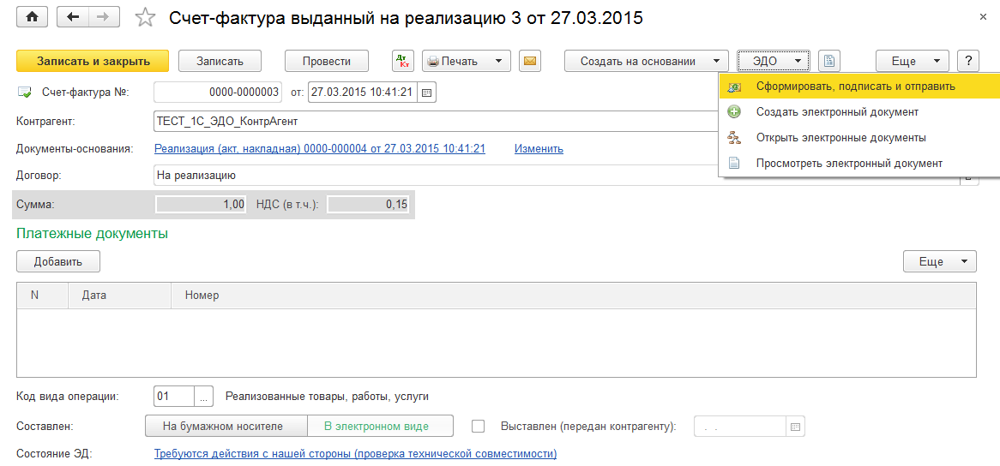 Счет-фактура выданный на реализацию 3 от 27.03.2015
×
Записать и закрыть Записать Провести Дт Кт Печать Создать на основании ЭДО Еще ?
Сформировать, подписать и отправить
Счет-фактура №: 0000-0000003 от: 27.03.2015 10:41:21
Создать электронный документ
Контрагент: ТЕСТ_1С_ЭДО_КонтрАгент
Открыть электронные документы
Документы-основания: Реализация (акт, накладная) 0000-000004 от 27.03.2015 10:41:21 Изменить
Просмотреть электронный документ
Договор: На реализацию
Сумма: 1,00 НДС (в т.ч.): 0,15
Платежные документы
Добавить Еще
N Дата Номер
Код вида операции: 01 ... Реализованные товары, работы, услуги
Составлен: На бумажном носителе В электронном виде Выставлен (передан контрагенту): . .
Состояние ЭД: Требуются действия с нашей стороны (проверка технической совместимости)